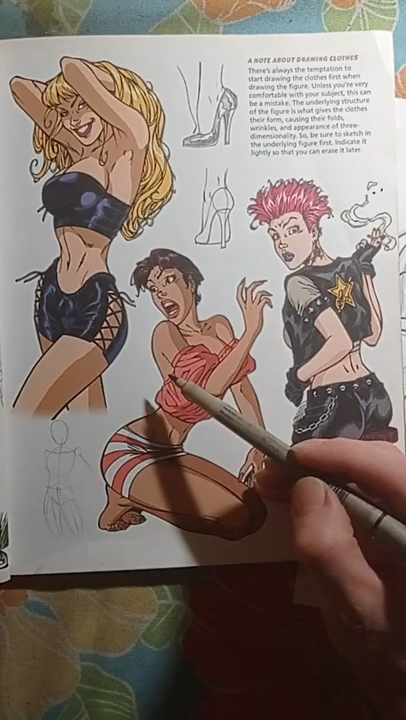 A NOTE ABOUT DRAWING CLOTHES
There's always the temptation to
start drawing the clothes first when
drawing the figure. Unless you're very
comfortable with your subject, this can
be a mistake. The underlying structure
of the figure is what gives the clothes
their form, causing their folds,
wrinkles, and appearance of three-
dimensionality. So, be sure to sketch in
the underlying figure first. Indicate it
lightly so that you can erase it later.